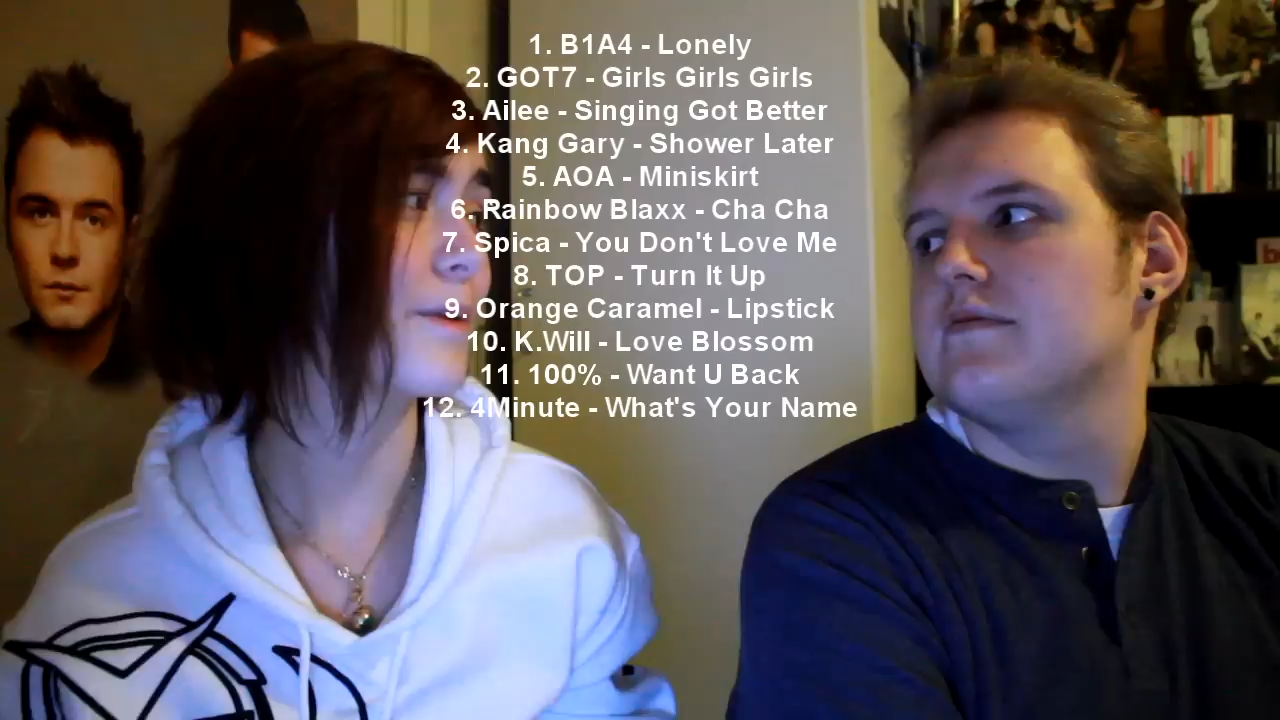 1. B1A4 - Lonely
2. GOT7 - Girls Girls Girls
3. Ailee - Singing Got Better
4. Kang Gary - Shower Later
5. AOA - Miniskirt
6. Rainbow Blaxx - Cha Cha
7. Spica - You Don't Love Me
8. TOP - Turn It Up
9. Orange Caramel - Lipstick
10. K.Will - Love Blossom
11. 100% - Want U Back
12. 4Minute - What's Your Name